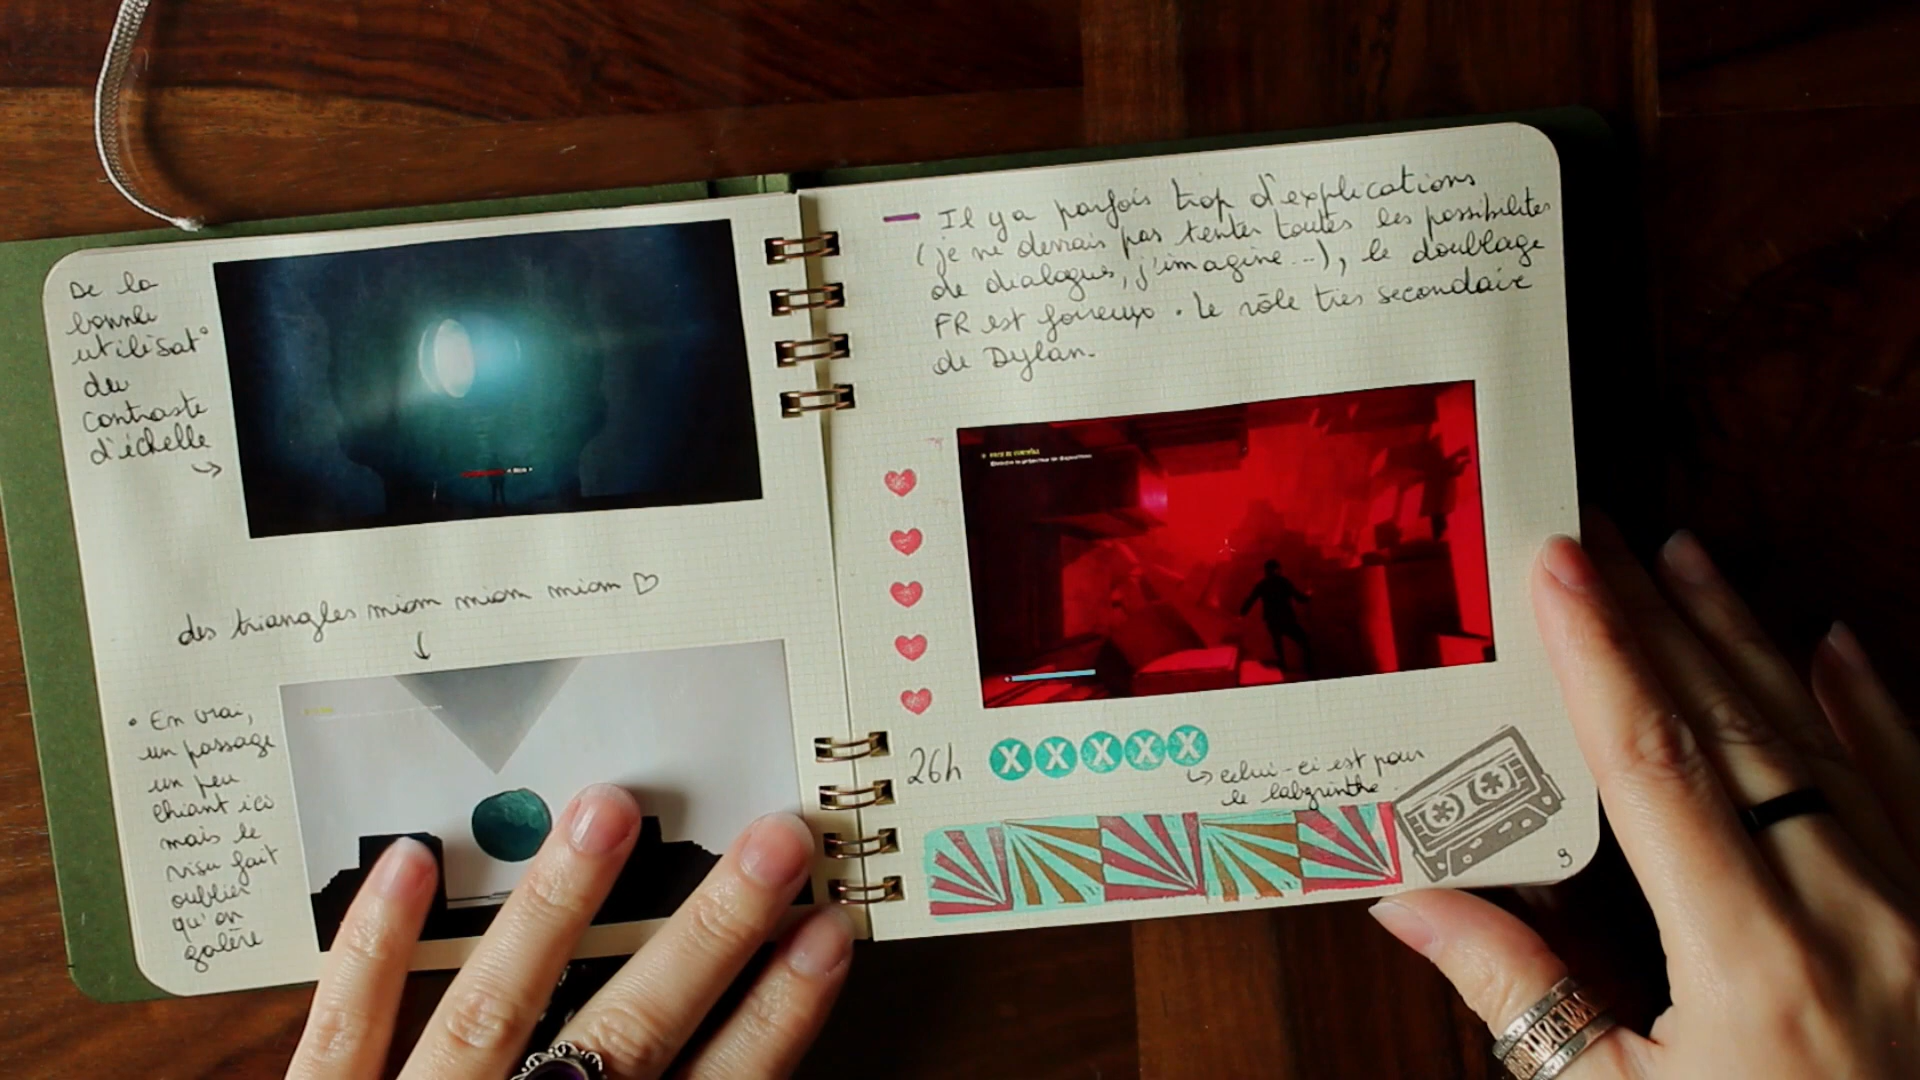 De la
bonne
utilisat°
du
contraste
d'échelle
des triangles miam miam miam
• En vrai,
un passage
un peu
chiant ici
mais le
visu fait
oublier
qu'on
galère
— Il y a parfois trop d'explications
(je ne devrais pas tenter toutes les possibilités
de dialogues, j'imagine...), le doublage
FR est foireux. Le rôle très secondaire
de Dylan.
26h X X X X X
celui-ci est pour
le labyrinthe.
9